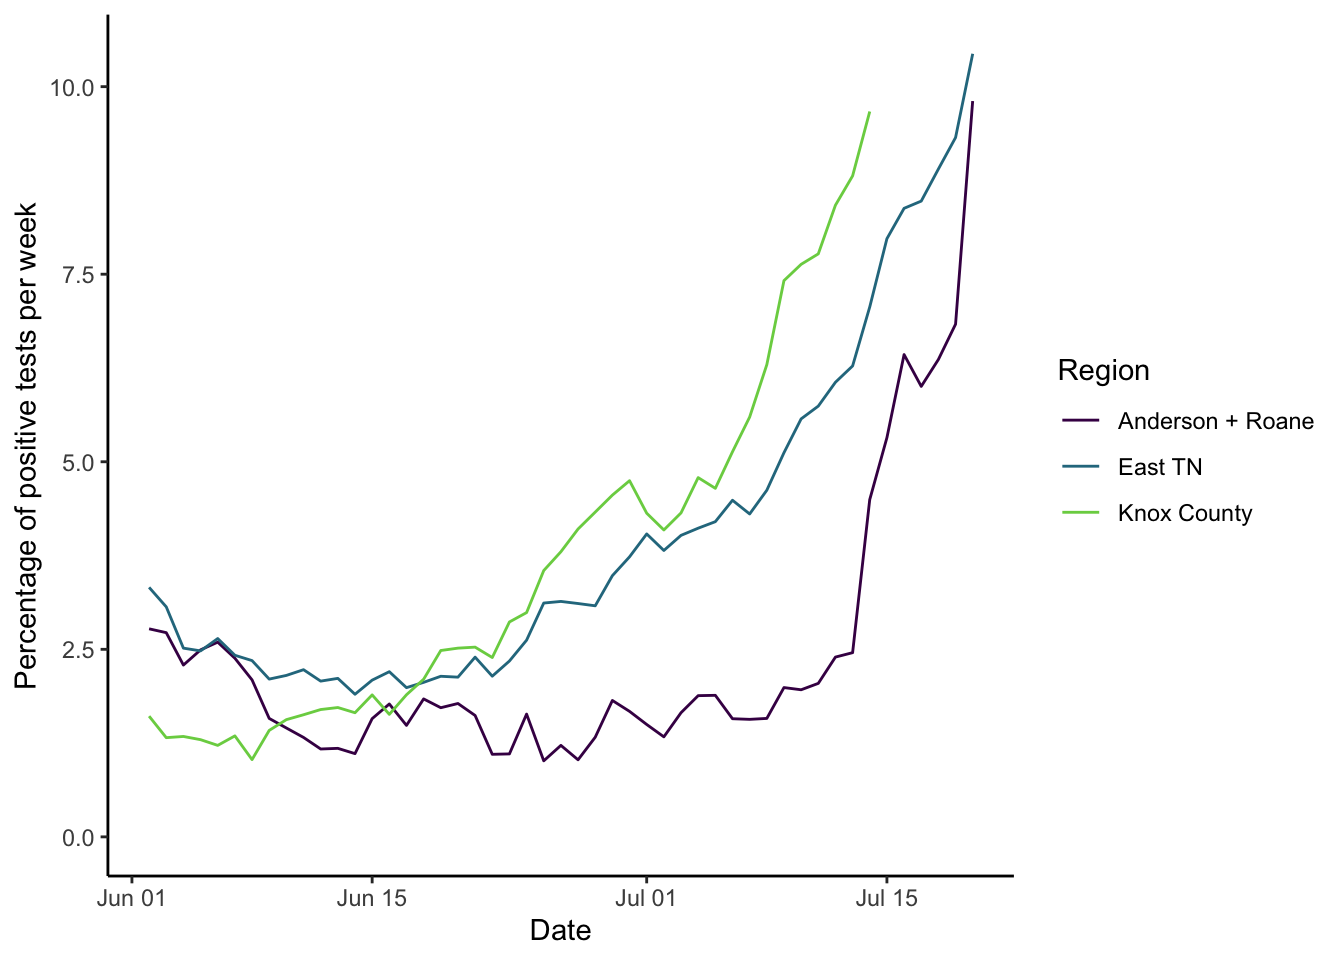 Percentage of positive tests per week
10.0
7.5
5.0
2.5
0.0
Jun 01
Jun 15
Jul 01
Jul 15
Date
Region
Anderson + Roane
East TN
Knox County